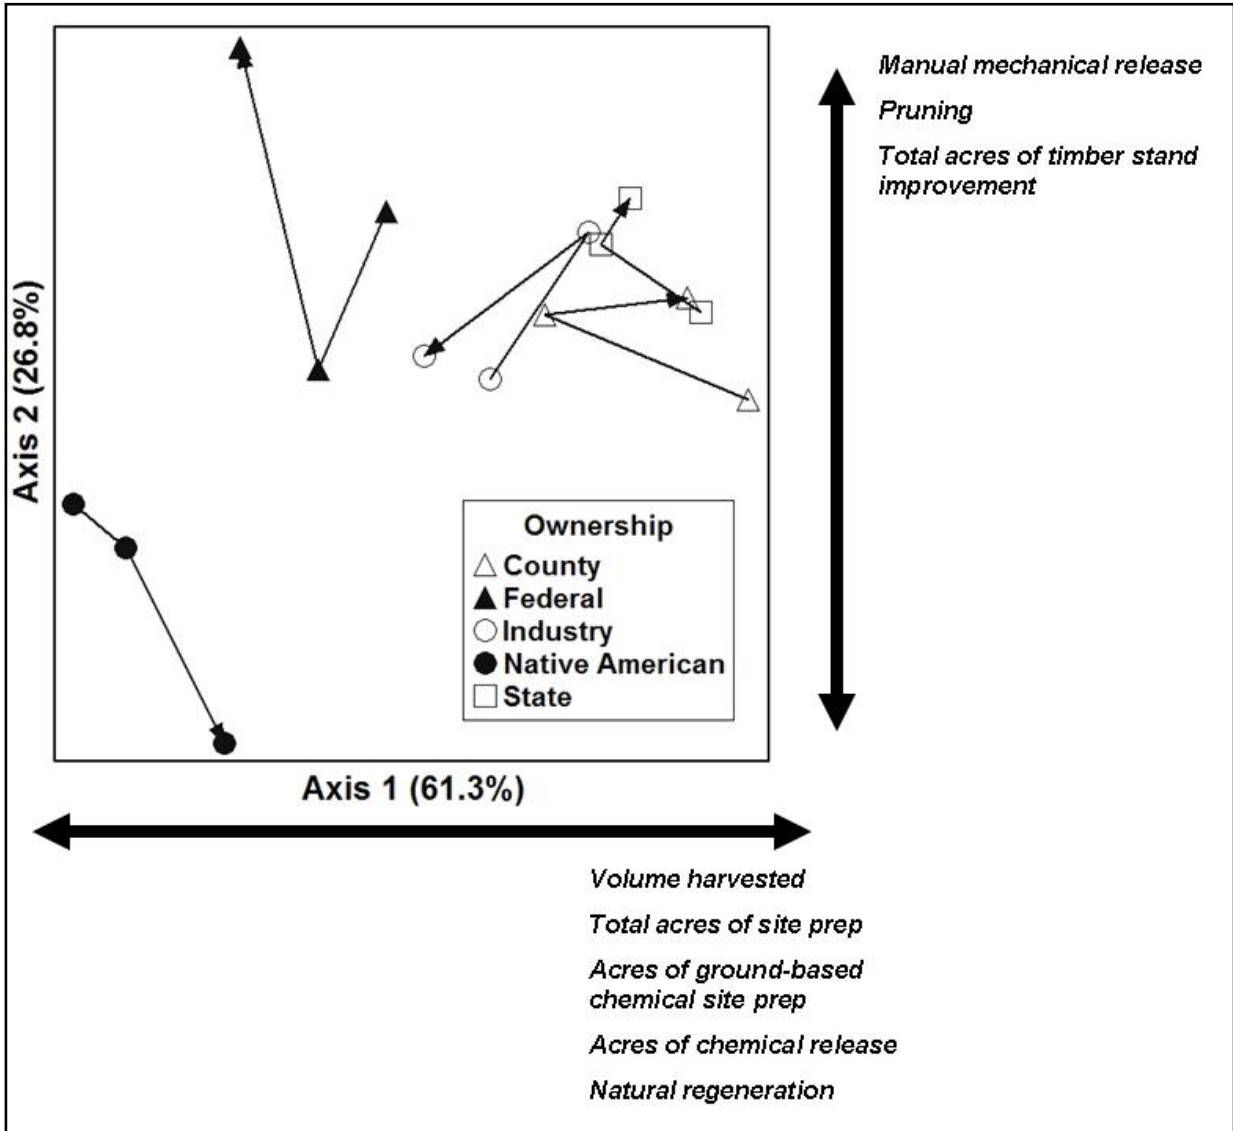 Manual mechanical release
Pruning
Total acres of timber stand
improvement
Axis 2 (26.8%)
Ownership
County
Federal
Industry
Native American
State
Axis 1 (61.3%)
Volume harvested
Total acres of site prep
Acres of ground-based
chemical site prep
Acres of chemical release
Natural regeneration